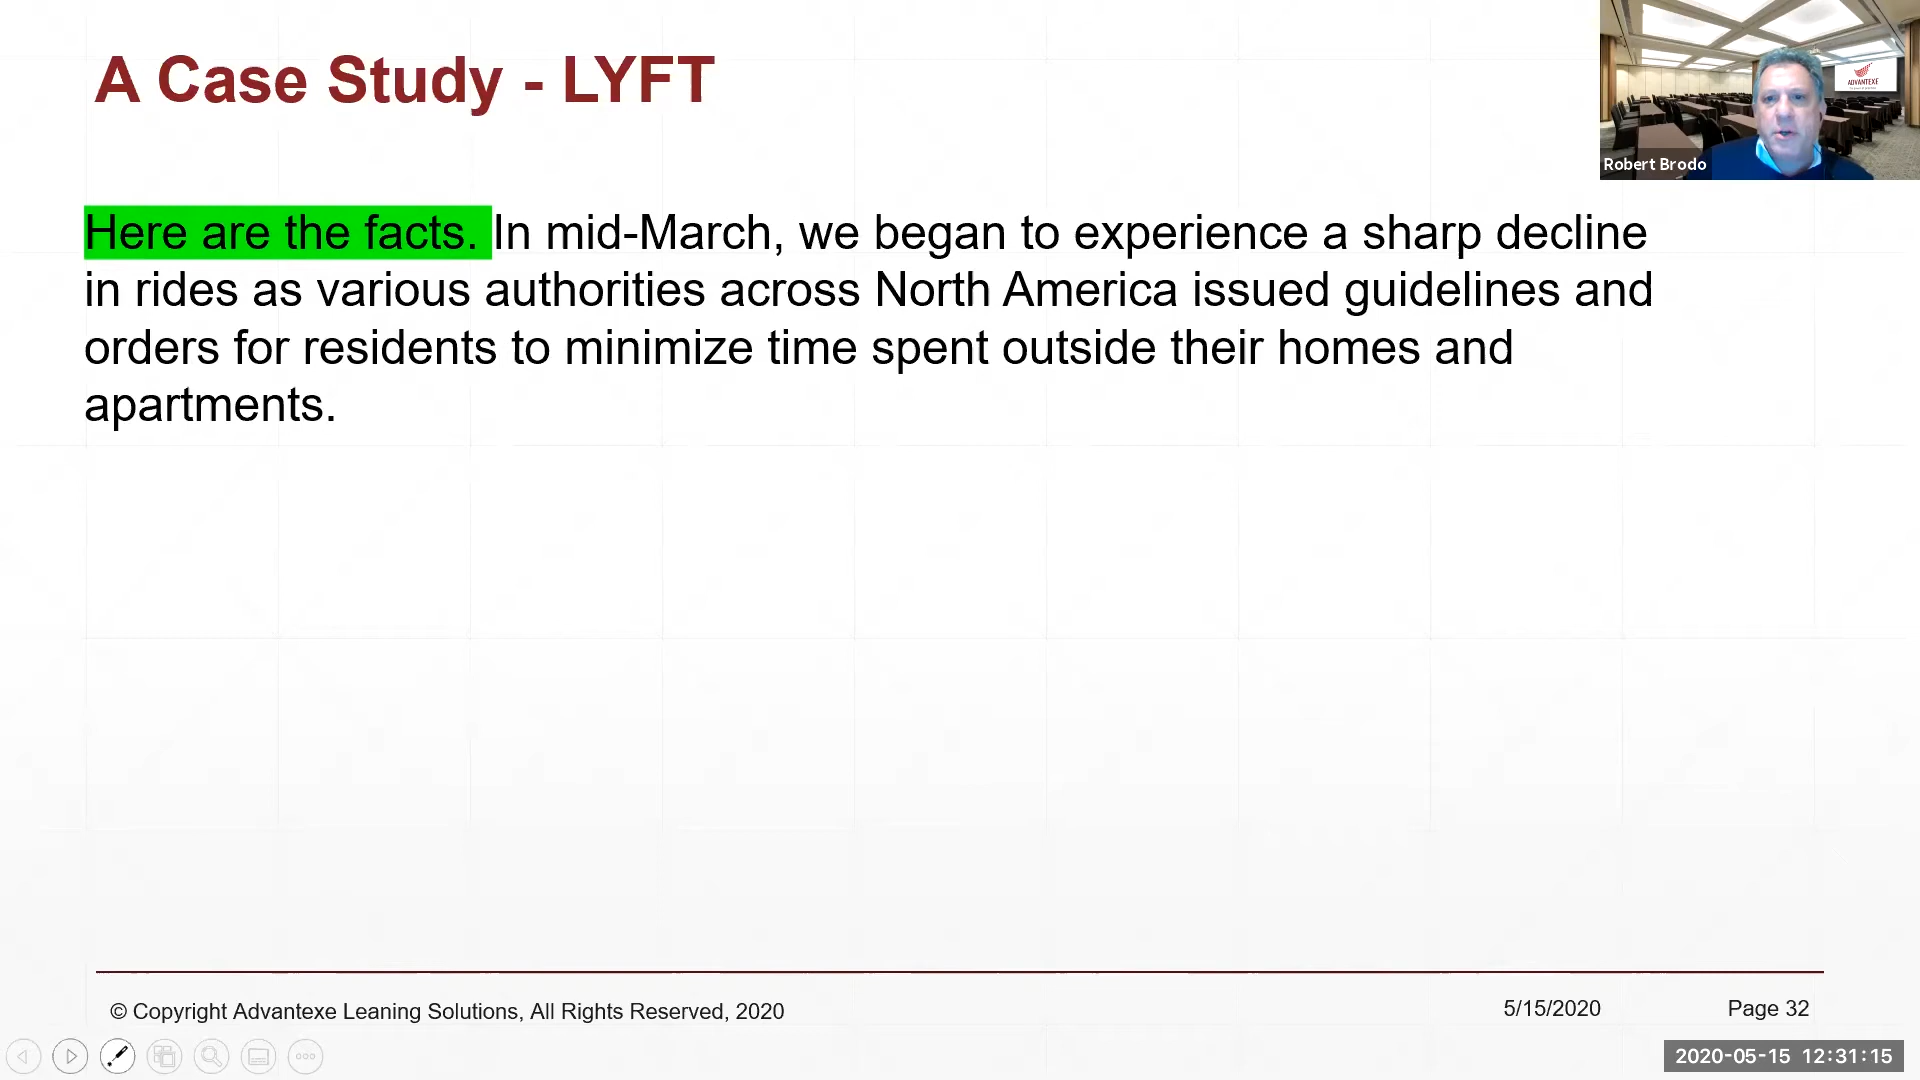 A Case Study - LYFT
ADVANTEXE
Robert Brodo
Here are the facts. In mid-March, we began to experience a sharp decline
in rides as various authorities across North America issued guidelines and
orders for residents to minimize time spent outside their homes and
apartments.
© Copyright Advantexe Leaning Solutions, All Rights Reserved, 2020
5/15/2020
Page 32
2020-05-15 12:31:15